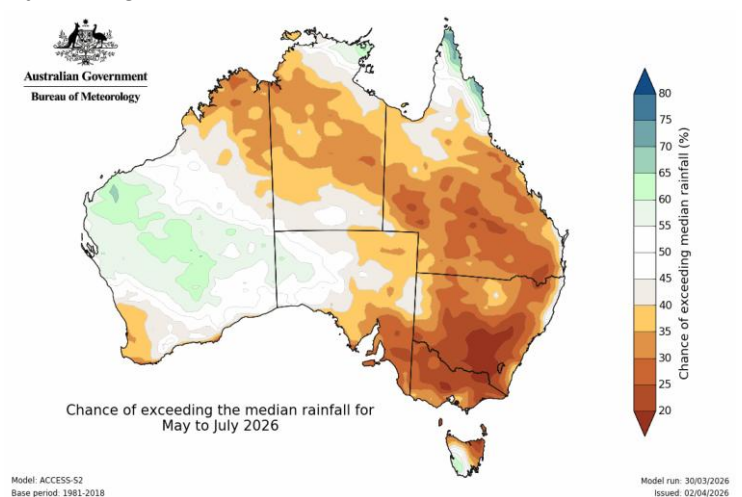 Australian Government
Bureau of Meteorology
80
75
70
65
60
55
50
45
40
35
30
25
20
Chance of exceeding median rainfall (%)
Chance of exceeding the median rainfall for
May to July 2026
Model: ACCESS-S2
Base period: 1981-2018
Model run: 30/03/2026
Issued: 02/04/2026